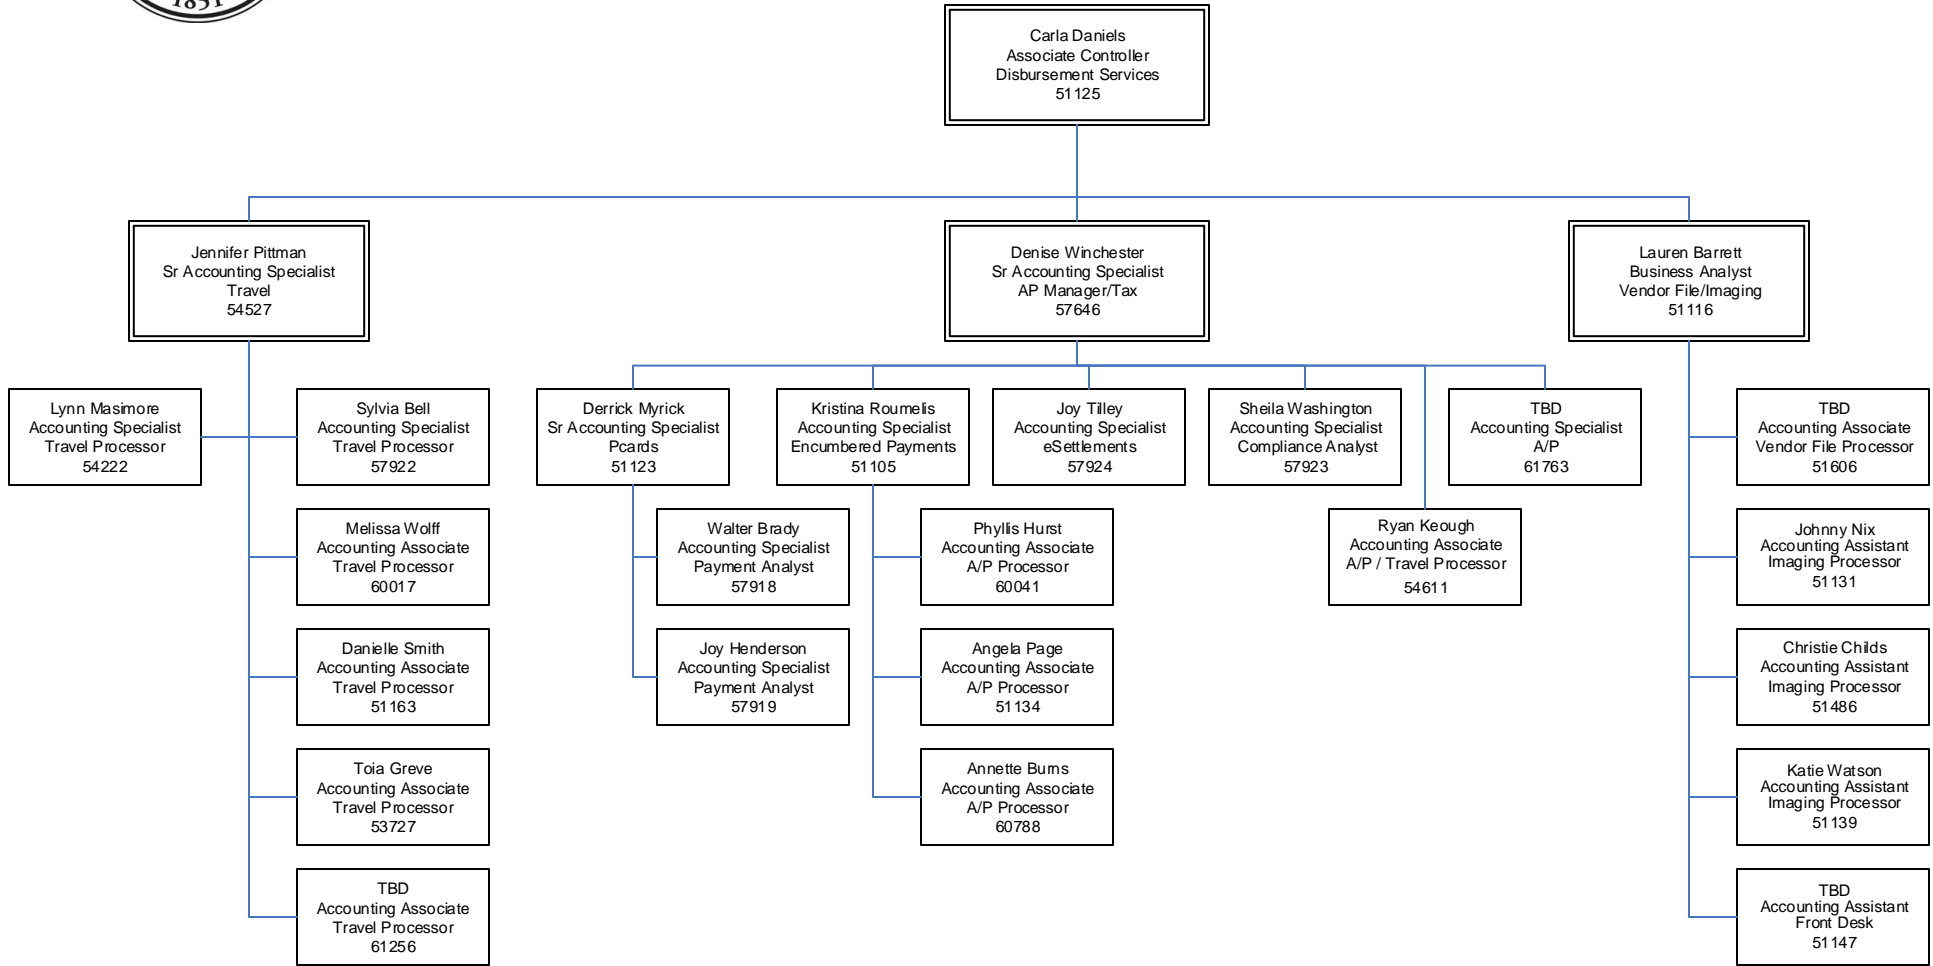 1851
Carla Daniels
Associate Controller
Disbursement Services
51125
Jennifer Pittman
Sr Accounting Specialist
Travel
54527
Denise Winchester
Sr Accounting Specialist
AP Manager/Tax
57646
Lauren Barrett
Business Analyst
Vendor File/Imaging
51116
Lynn Masimore
Accounting Specialist
Travel Processor
54222
Sylvia Bell
Accounting Specialist
Travel Processor
57922
Derrick Myrick
Sr Accounting Specialist
Pcards
51123
Kristina Roumelis
Accounting Specialist
Encumbered Payments
51105
Joy Tilley
Accounting Specialist
eSettlements
57924
Sheila Washington
Accounting Specialist
Compliance Analyst
57923
TBD
Accounting Specialist
A/P
61763
TBD
Accounting Associate
Vendor File Processor
51606
Melissa Wolff
Accounting Associate
Travel Processor
60017
Walter Brady
Accounting Specialist
Payment Analyst
57918
Phyllis Hurst
Accounting Associate
A/P Processor
60041
Ryan Keough
Accounting Associate
A/P / Travel Processor
54611
Johnny Nix
Accounting Assistant
Imaging Processor
51131
Danielle Smith
Accounting Associate
Travel Processor
51163
Joy Henderson
Accounting Specialist
Payment Analyst
57919
Angela Page
Accounting Associate
A/P Processor
51134
Christie Childs
Accounting Assistant
Imaging Processor
51486
Toia Greve
Accounting Associate
Travel Processor
53727
Annette Burns
Accounting Associate
A/P Processor
60788
Katie Watson
Accounting Assistant
Imaging Processor
51139
TBD
Accounting Associate
Travel Processor
61256
TBD
Accounting Assistant
Front Desk
51147